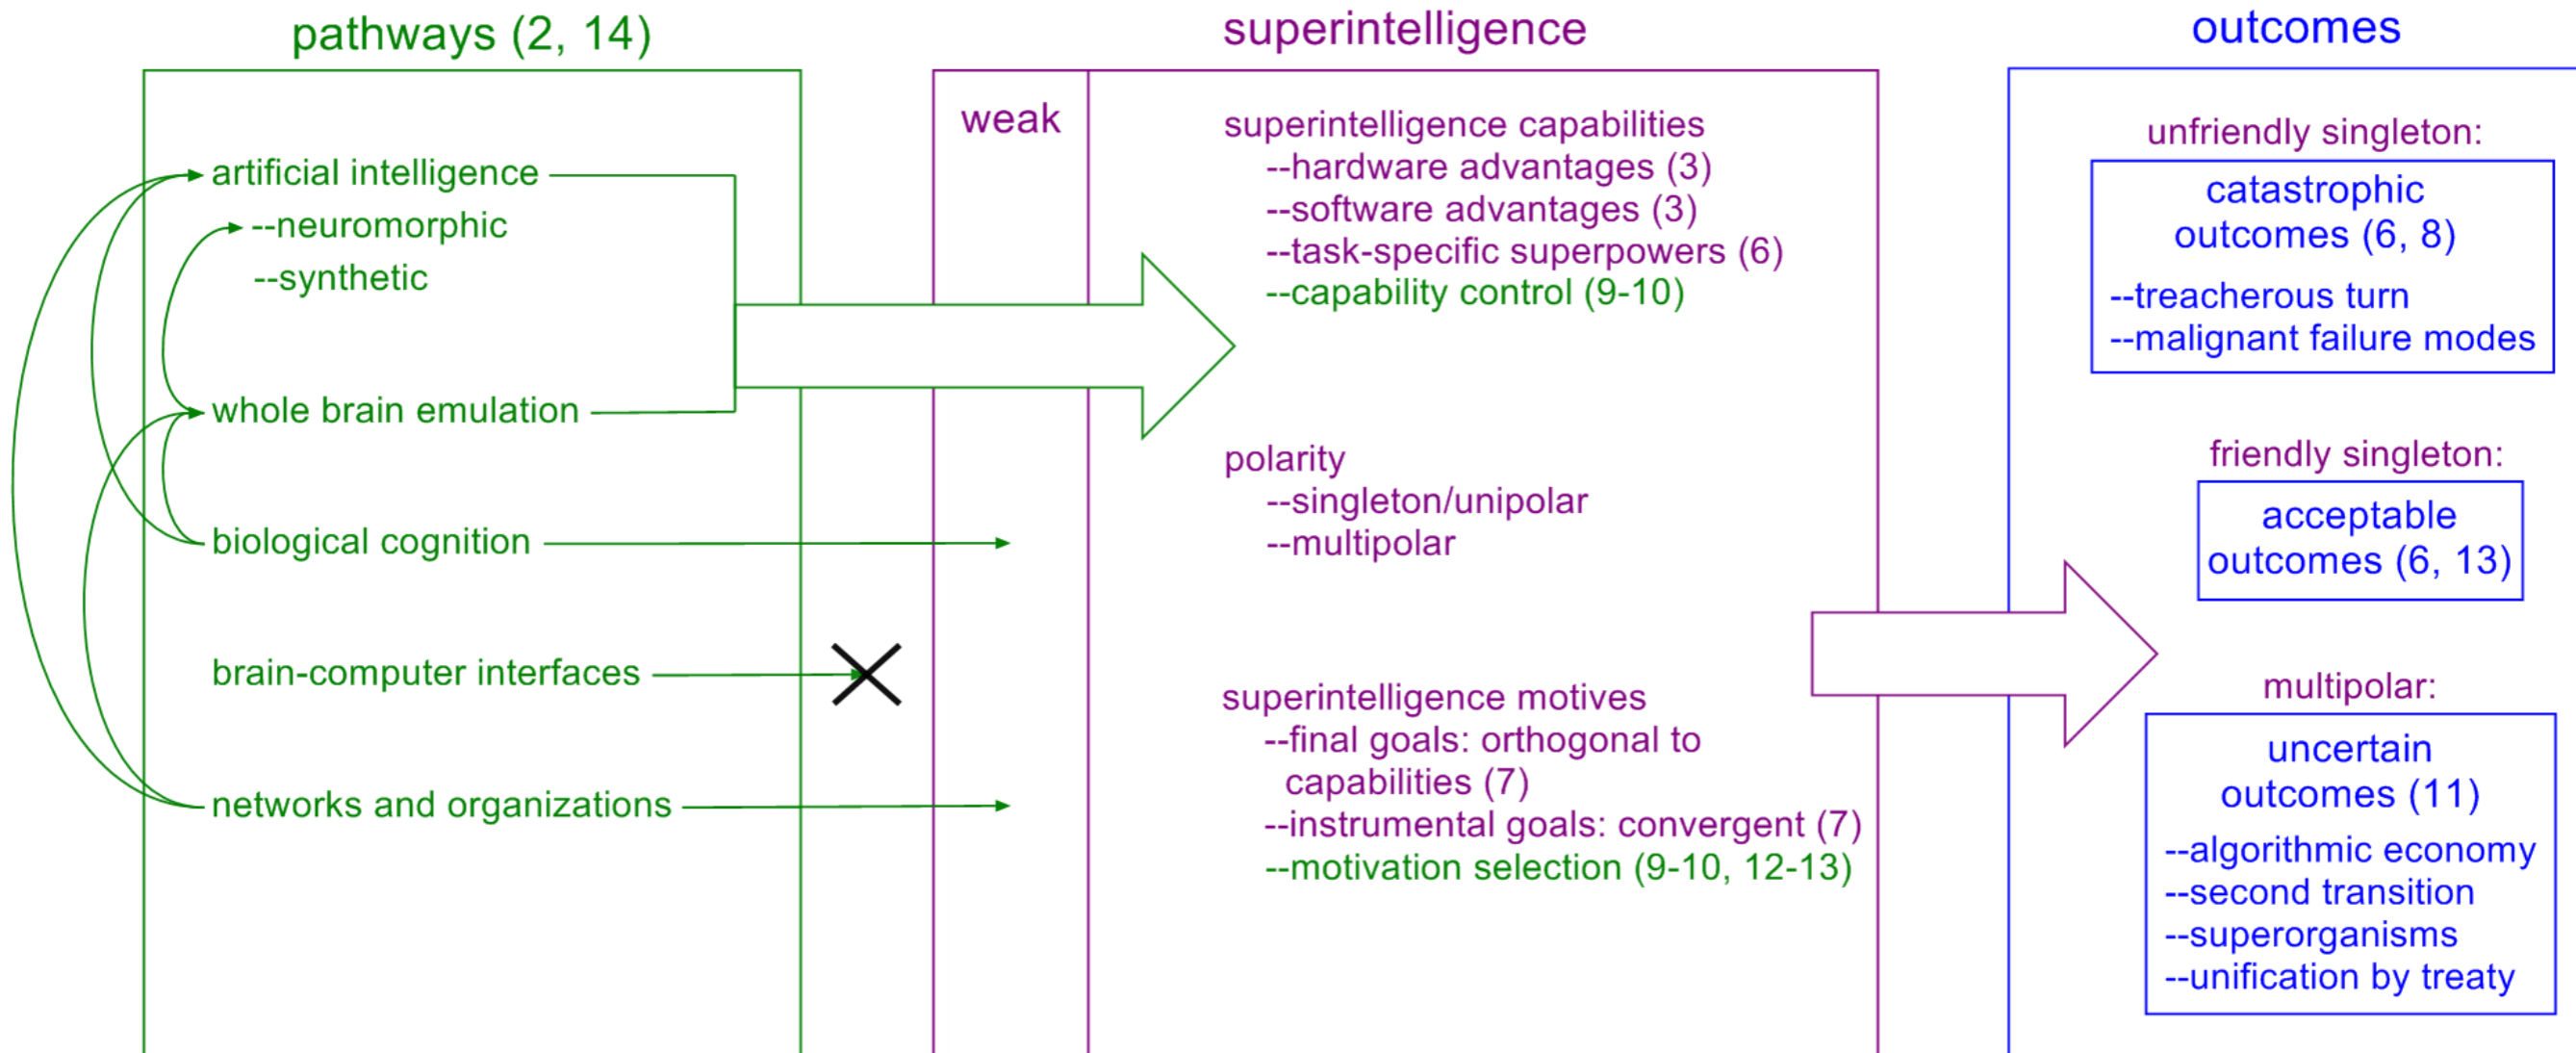 pathways (2, 14)
artificial intelligence
--neuromorphic
--synthetic
whole brain emulation
biological cognition
brain-computer interfaces
networks and organizations
superintelligence
weak
superintelligence capabilities
--hardware advantages (3)
--software advantages (3)
--task-specific superpowers (6)
--capability control (9-10)
polarity
--singleton/unipolar
--multipolar
superintelligence motives
--final goals: orthogonal to
capabilities (7)
--instrumental goals: convergent (7)
--motivation selection (9-10, 12-13)
outcomes
unfriendly singleton:
catastrophic
outcomes (6, 8)
--treacherous turn
--malignant failure modes
friendly singleton:
acceptable
outcomes (6, 13)
multipolar:
uncertain
outcomes (11)
--algorithmic economy
--second transition
--superorganisms
--unification by treaty